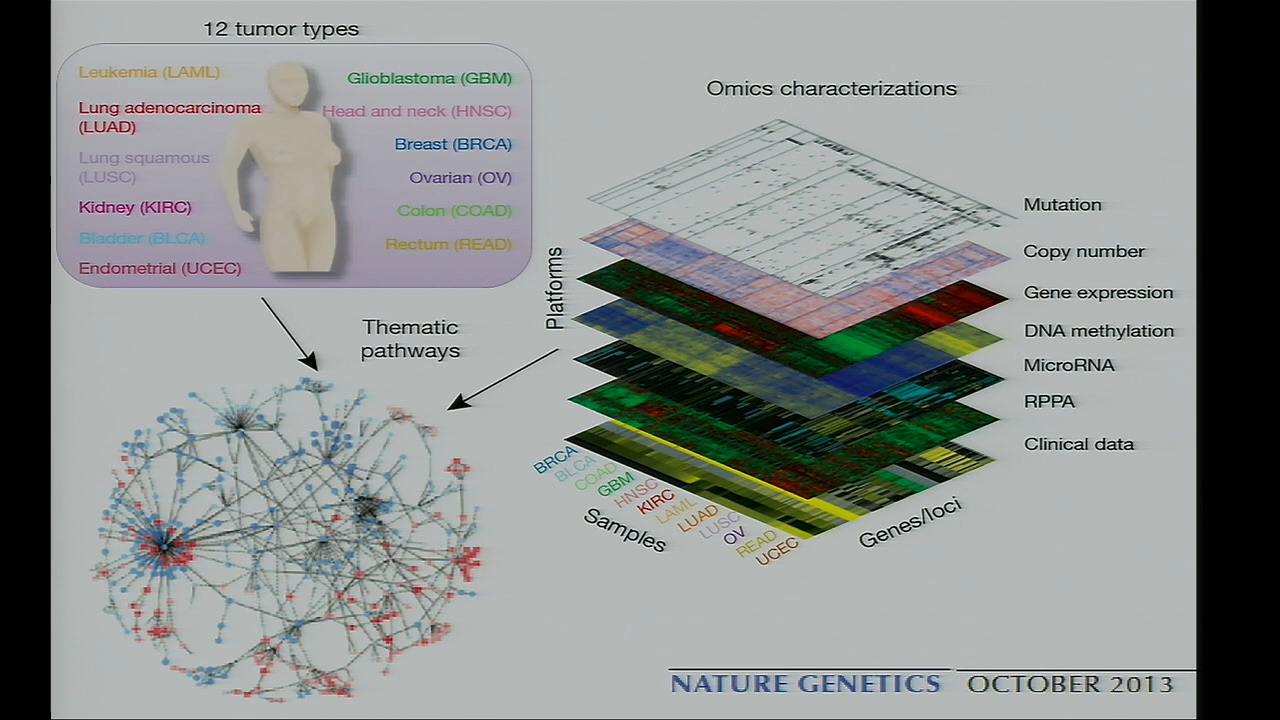 12 tumor types
Leukemia (LAML)
Lung adenocarcinoma
(LUAD)
Lung squamous
(LUSC)
Kidney (KIRC)
Bladder (BLCA)
Endometrial (UCEC)
Glioblastoma (GBM)
Head and neck (HNSC)
Breast (BRCA)
Ovarian (OV)
Colon (COAD)
Rectum (READ)
Thematic
pathways
Omics characterizations
Platforms
Mutation
Copy number
Gene expression
DNA methylation
MicroRNA
RPPA
Clinical data
BRCA
BLCA
COAD
GBM
HNSC
KIRC
LAML
LUAD
LUSC
OV
READ
UCEC
Samples
Genes/loci
NATURE GENETICS OCTOBER 2013